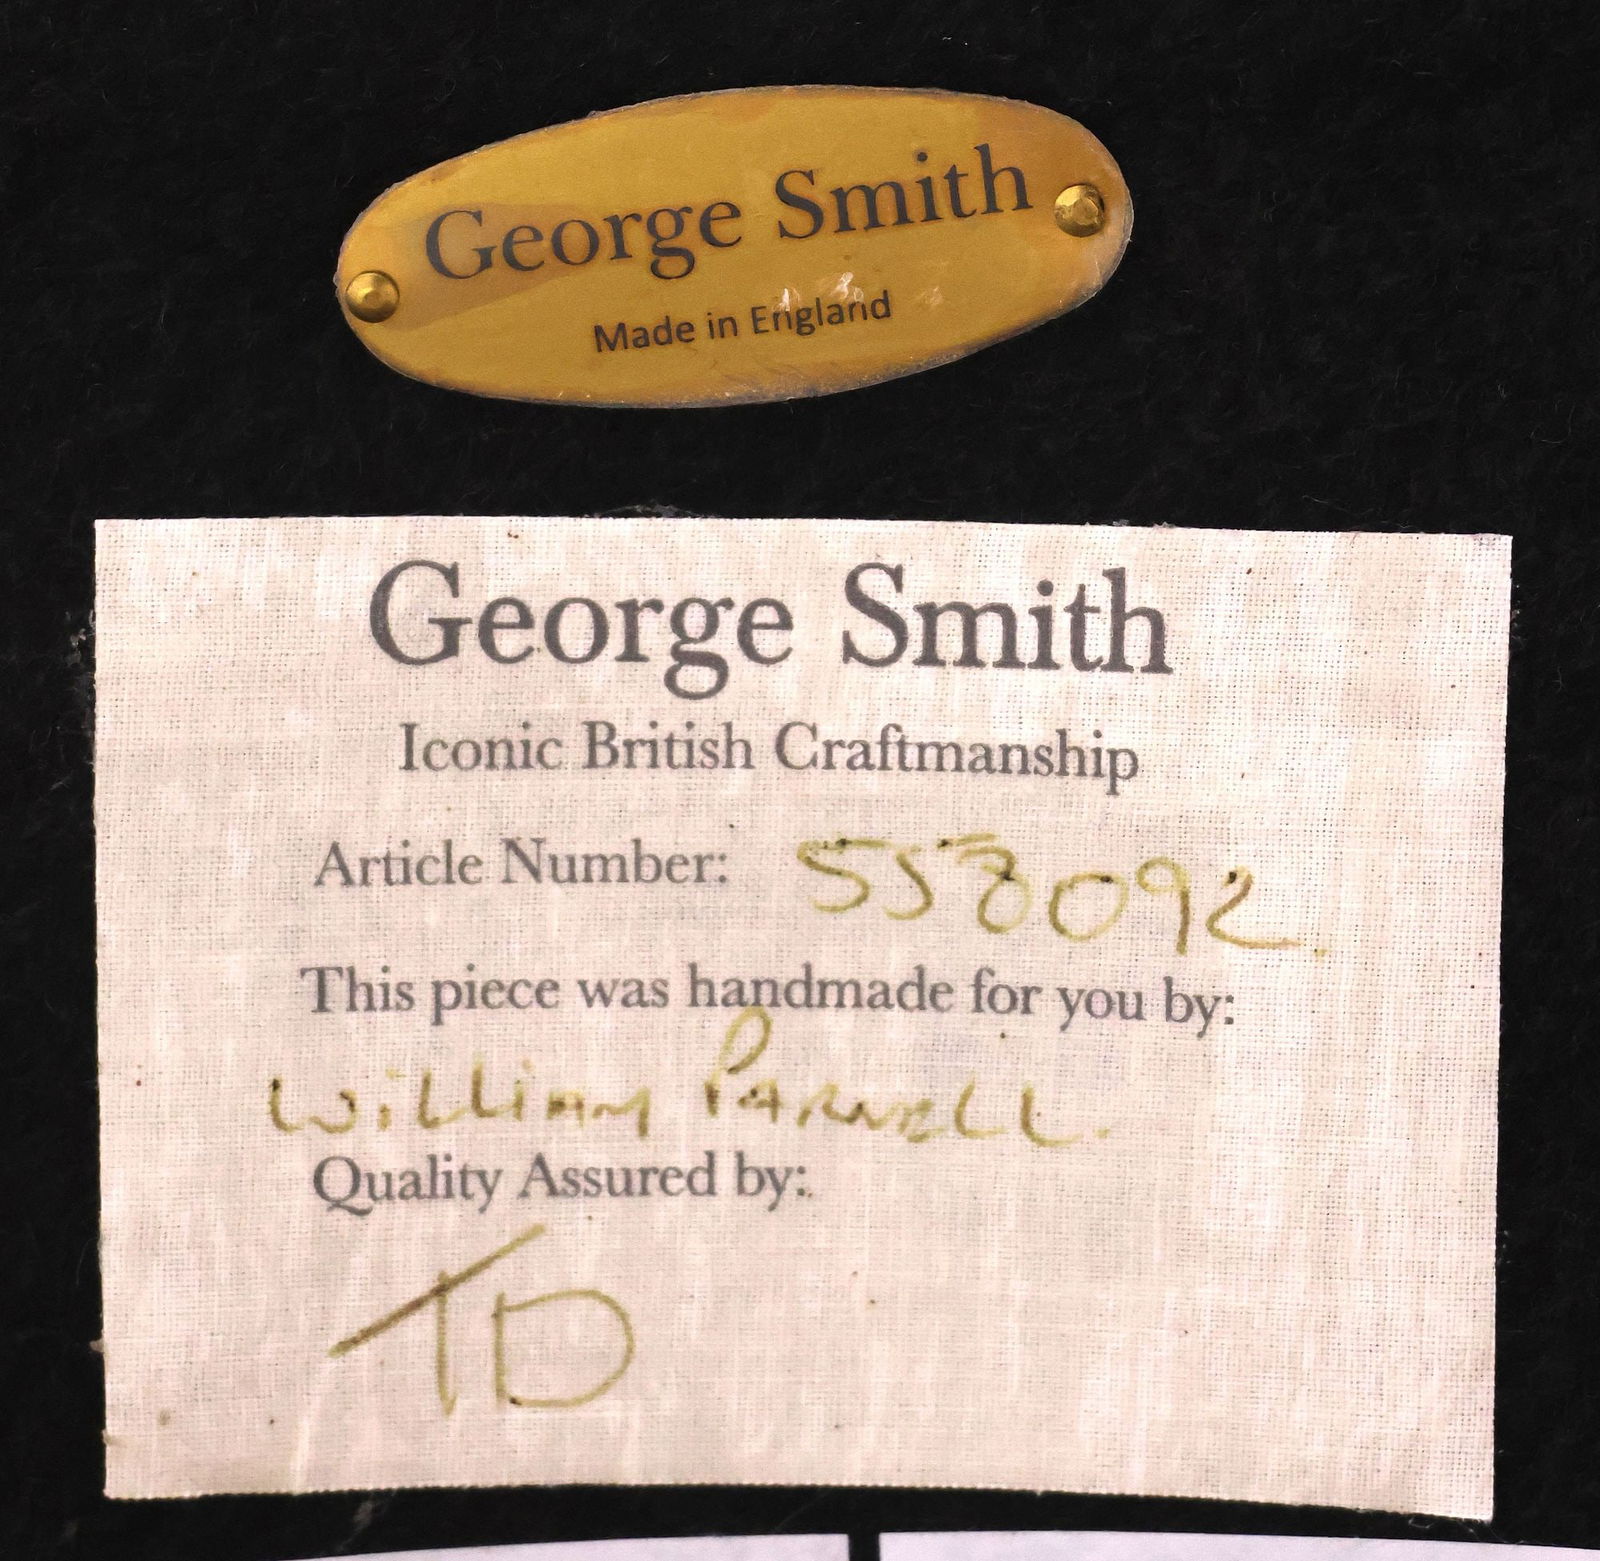 George Smith
Made in England
George Smith
Iconic British Craftmanship
Article Number: 558092.
This piece was handmade for you by:
William Parnell.
Quality Assured by:
TD